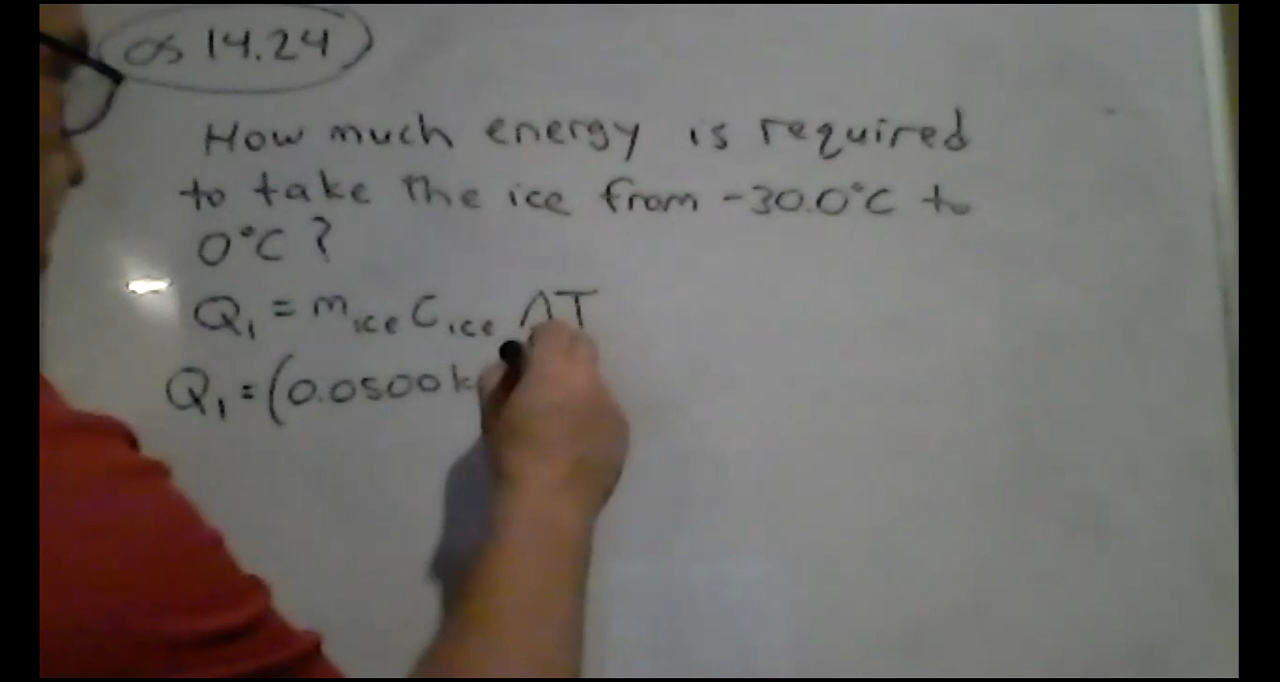 OS 14.24
How much energy is required
to take the ice from -30.0°C to
0°C?
Q₁ = m_ice C_ice ΔT
Q₁ = (0.0500 k